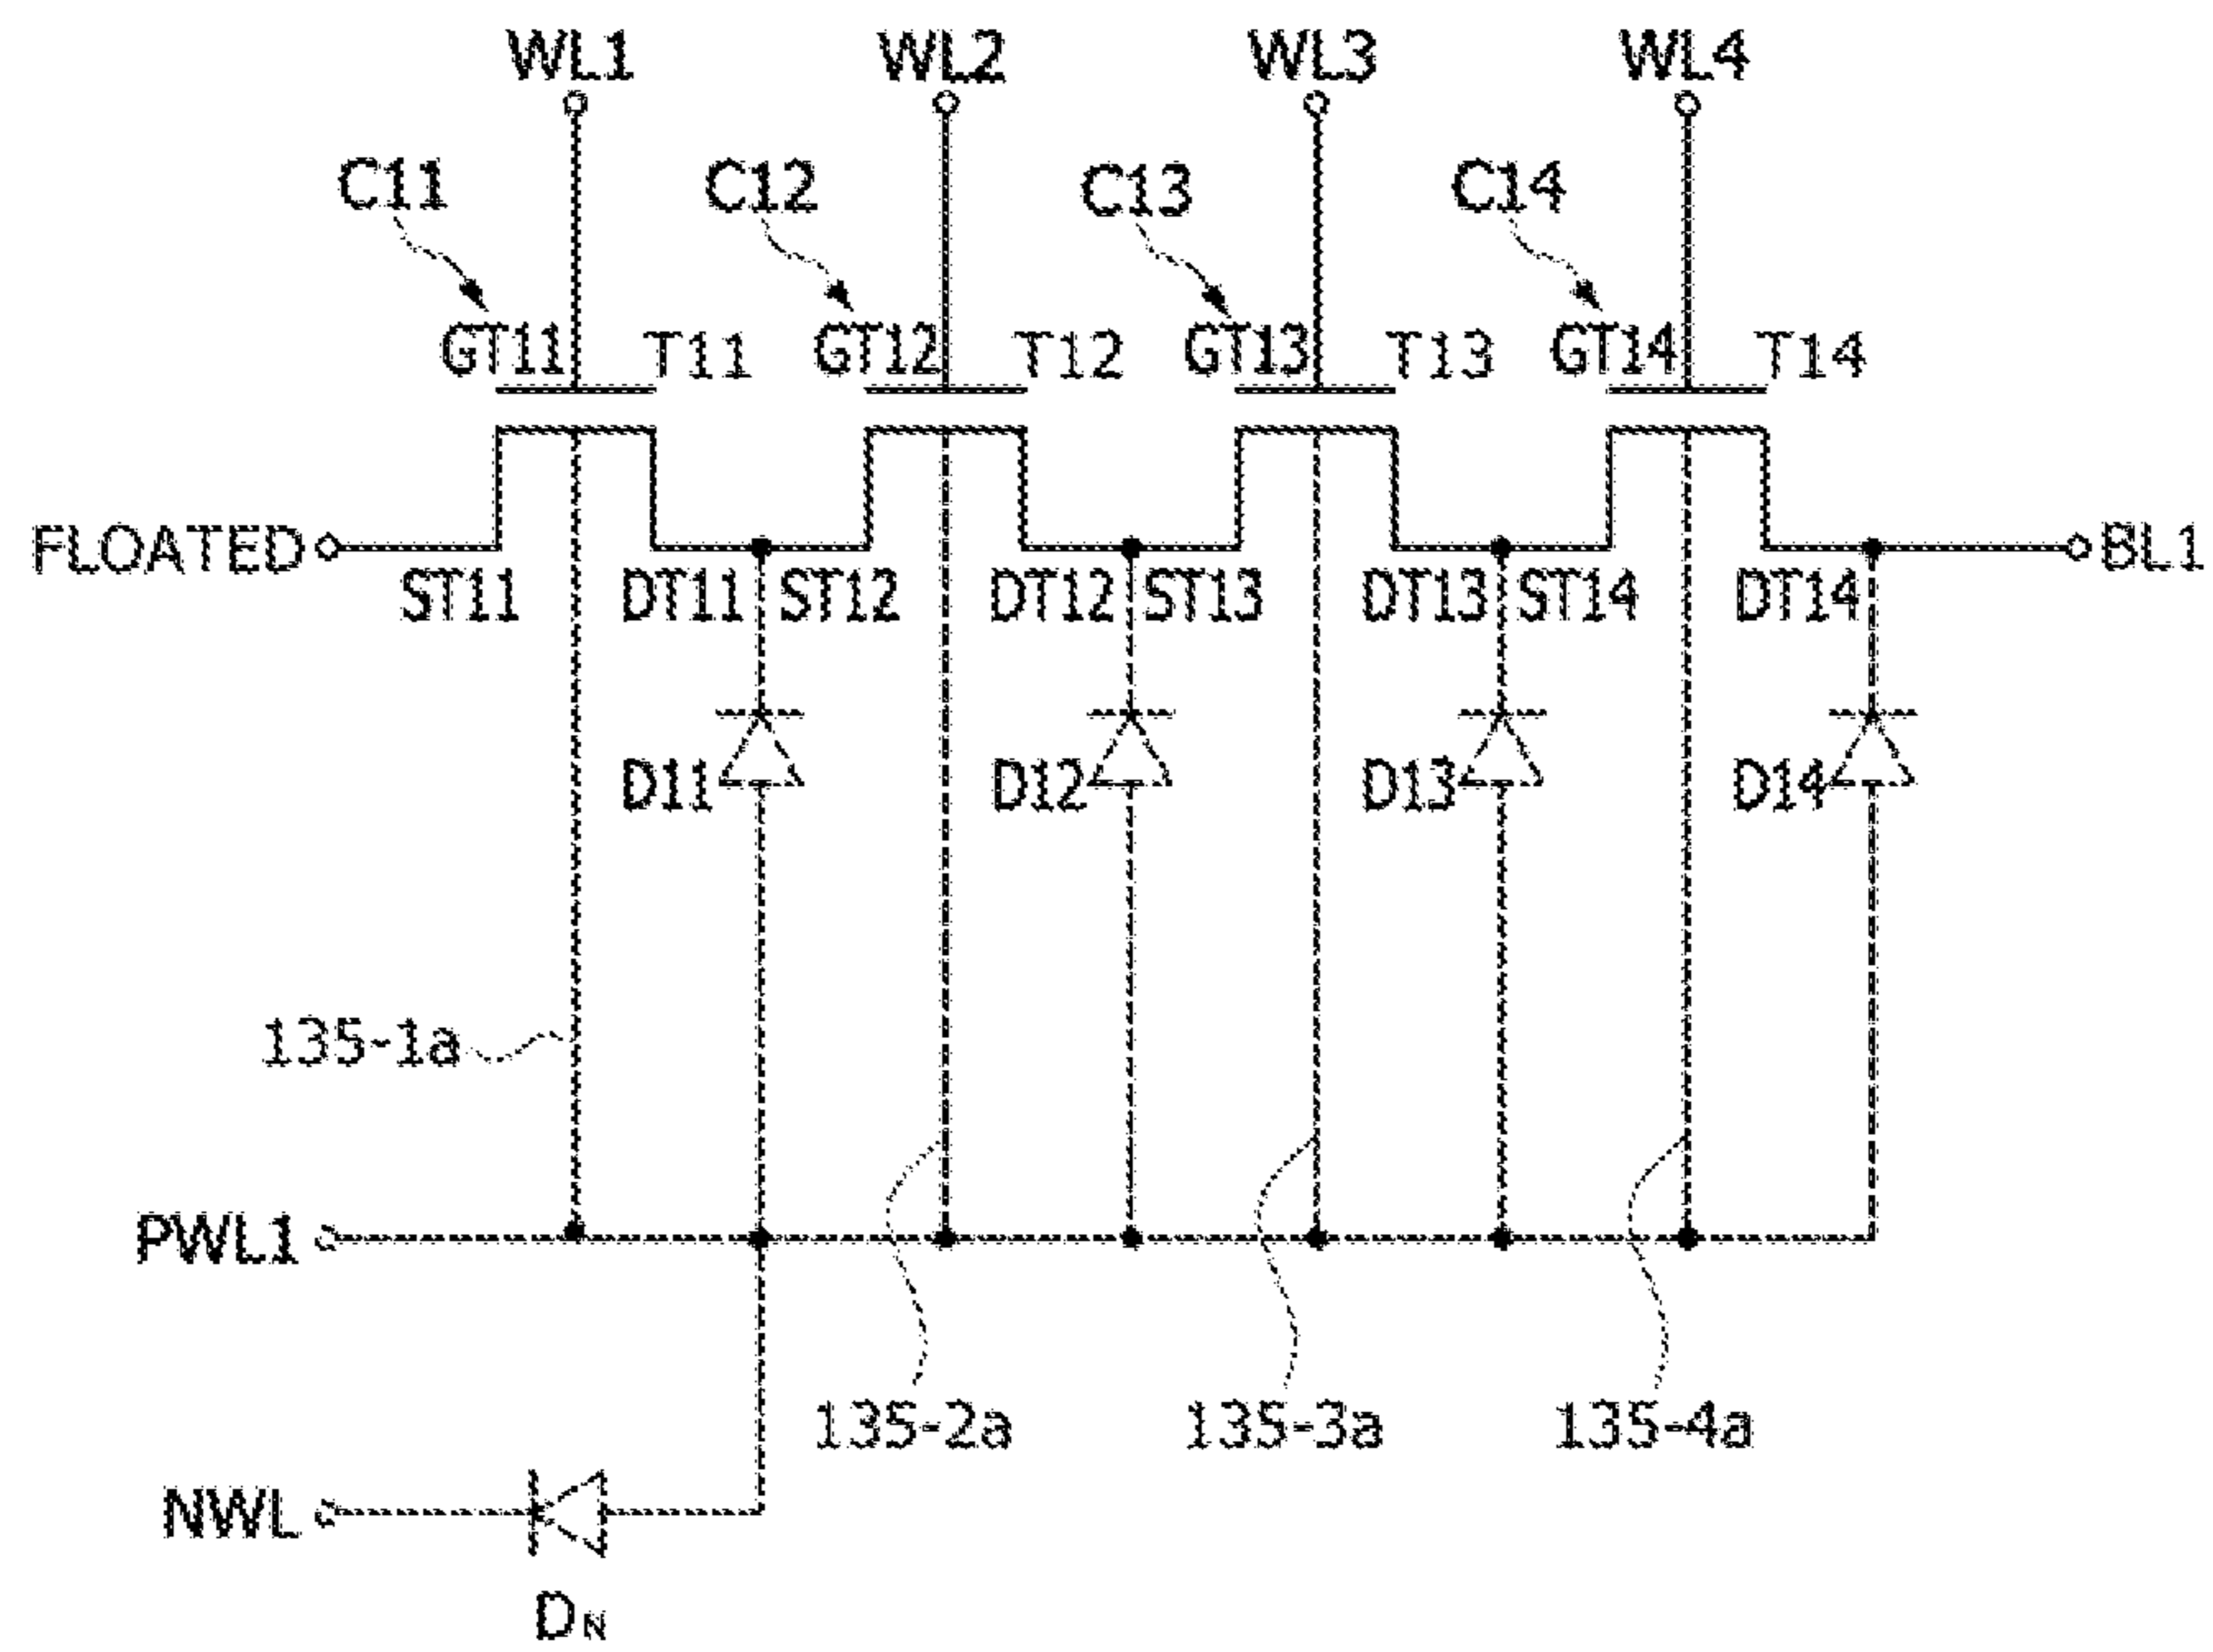 WL1 WL2 WL3 WL4
C11 C12 C13 C14
GT11 T11 GT12 T12 GT13 T13 GT14 T14
FLOATED BL1
ST11 DT11 ST12 DT12 ST13 DT13 ST14 DT14
D11 D12 D13 D14
135-1a
PWL1
135-2a 135-3a 135-4a
NWL
DN